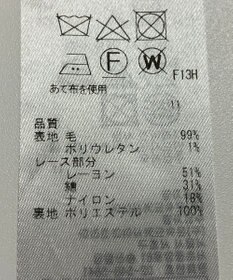 F W
F13H
あて布を使用
11
品質
表地 毛 99%
ポリウレタン 1%
レース部分
レーヨン 51%
綿 31%
ナイロン 18%
裏地 ポリエステル 100%